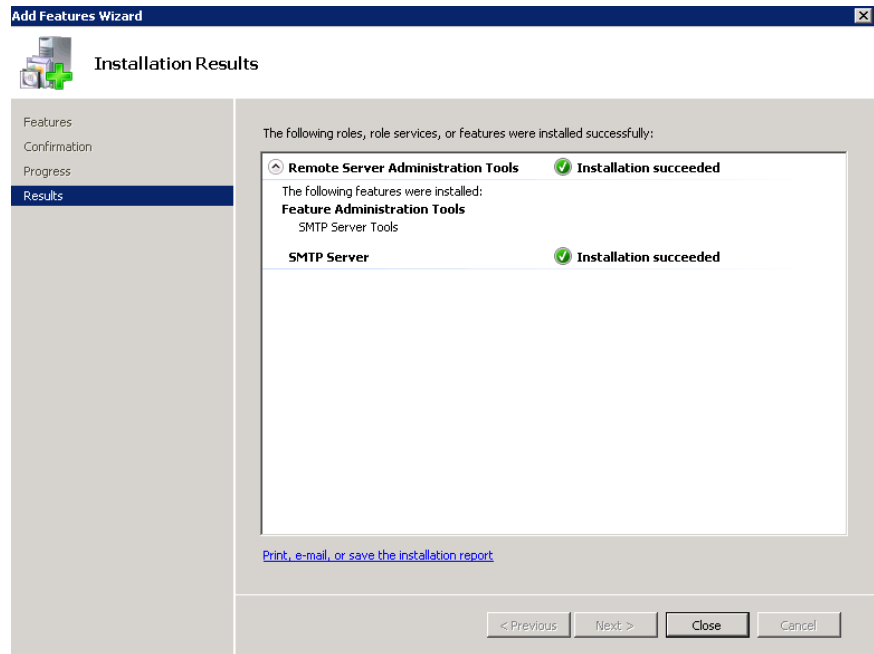 Add Features Wizard
Installation Results
Features
Confirmation
Progress
Results
The following roles, role services, or features were installed successfully:
Remote Server Administration Tools Installation succeeded
The following features were installed:
Feature Administration Tools
SMTP Server Tools
SMTP Server Installation succeeded
Print, e-mail, or save the installation report
< Previous Next > Close Cancel